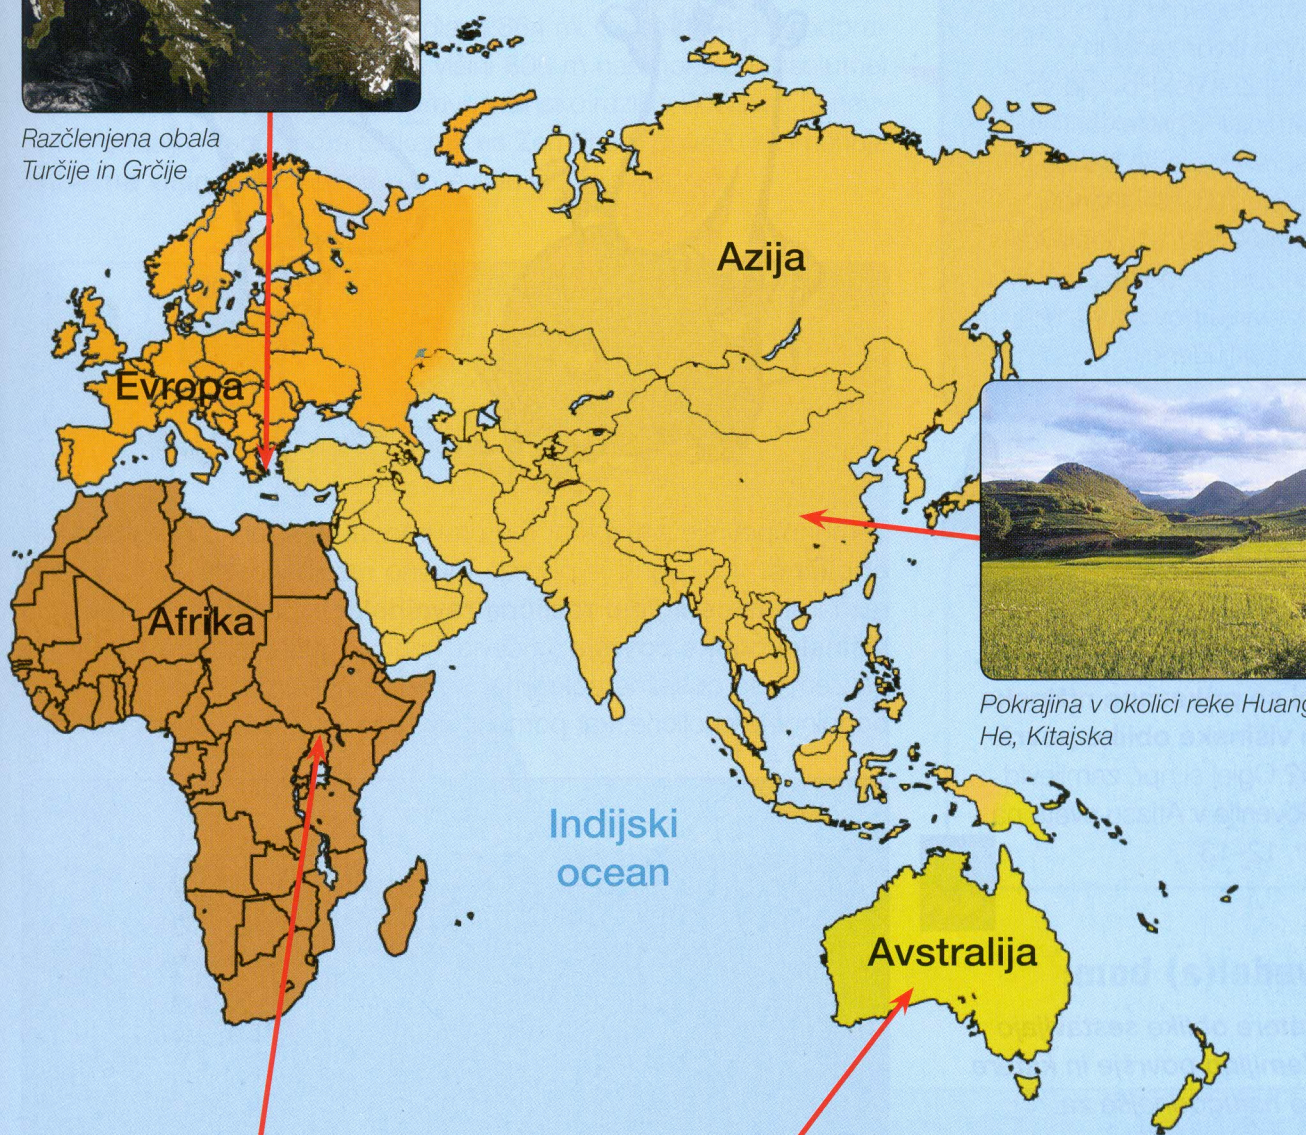 Razčlenjena obala
Turčije in Grčije
Azija
Evropa
Afrika
Pokrajina v okolici reke Huang
He, Kitajska
Indijski
ocean
Avstralija